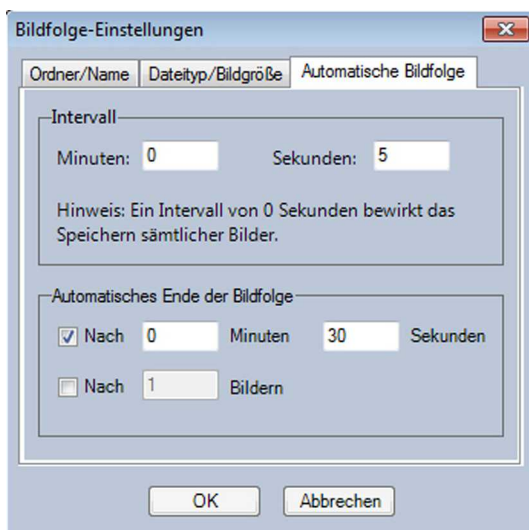 Bildfolge-Einstellungen
Ordner/Name Dateityp/Bildgröße Automatische Bildfolge
Intervall
Minuten: 0 Sekunden: 5
Hinweis: Ein Intervall von 0 Sekunden bewirkt das
Speichern sämtlicher Bilder.
Automatisches Ende der Bildfolge
Nach 0 Minuten 30 Sekunden
Nach 1 Bildern
OK Abbrechen